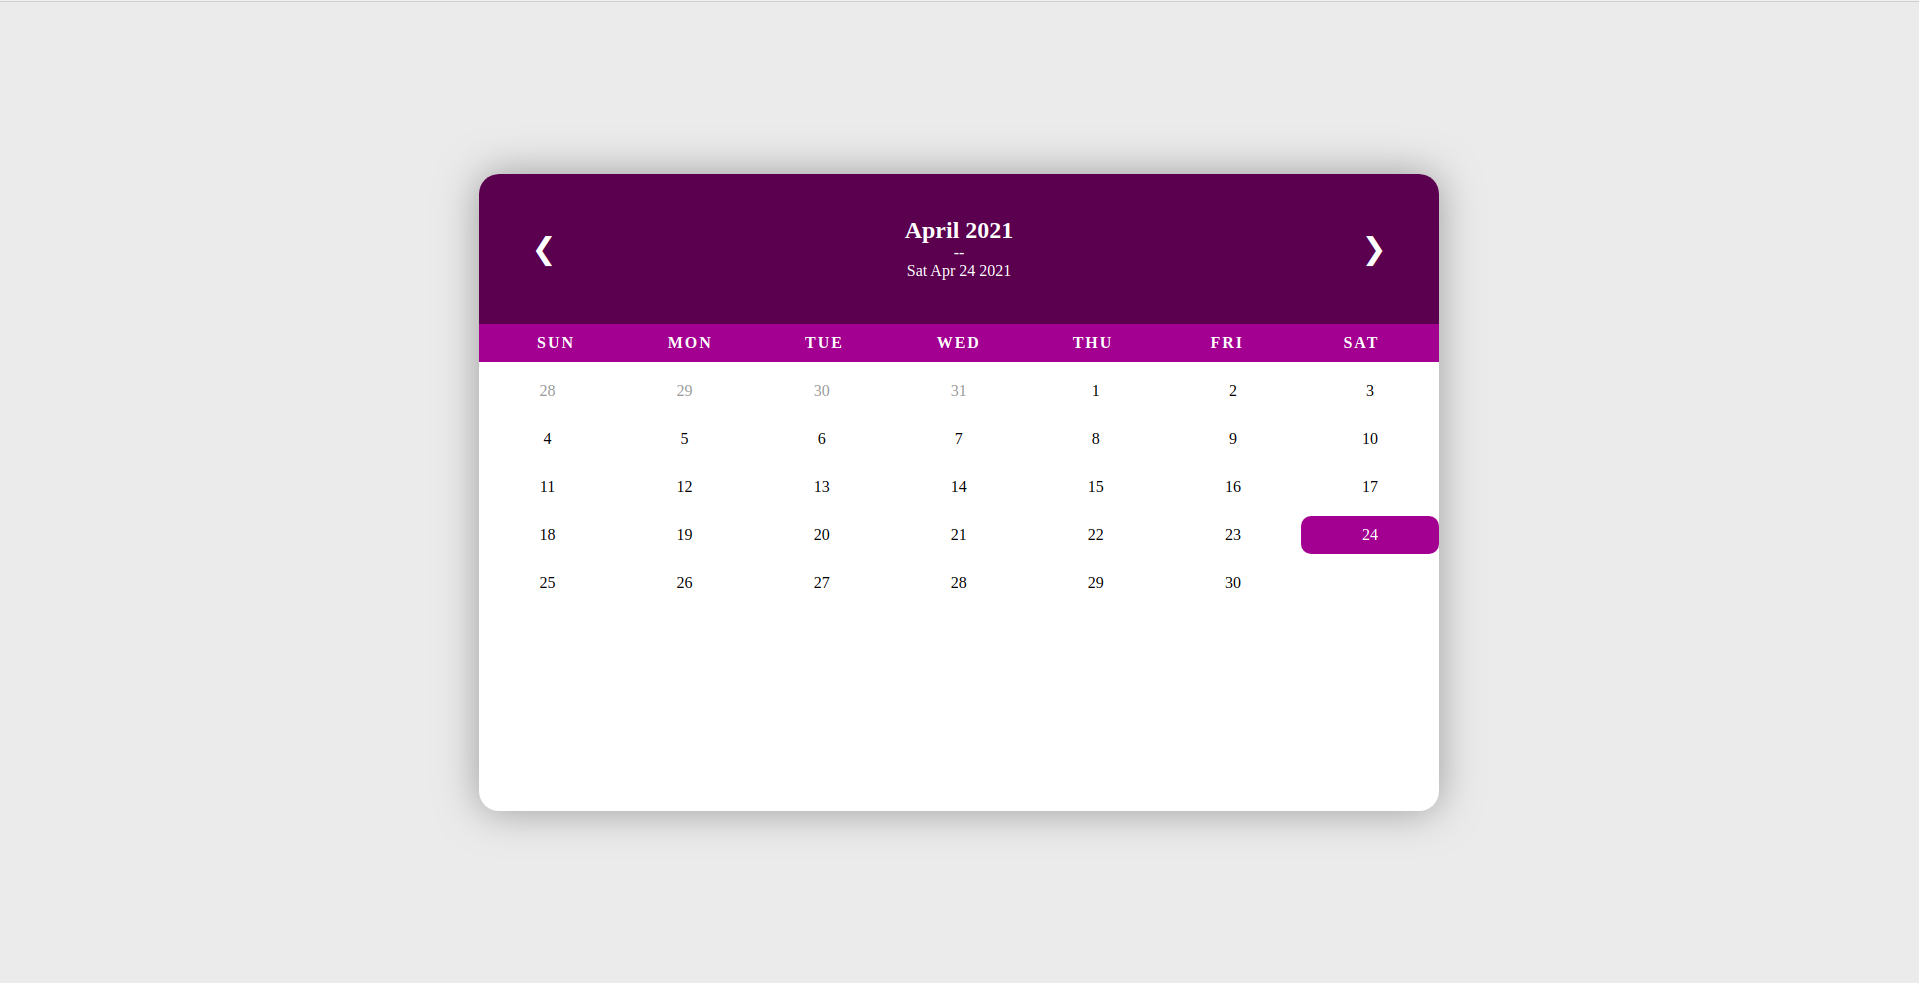 ❮ April 2021 ❯
--
Sat Apr 24 2021
SUN MON TUE WED THU FRI SAT
28 29 30 31 1 2 3
4 5 6 7 8 9 10
11 12 13 14 15 16 17
18 19 20 21 22 23 24
25 26 27 28 29 30